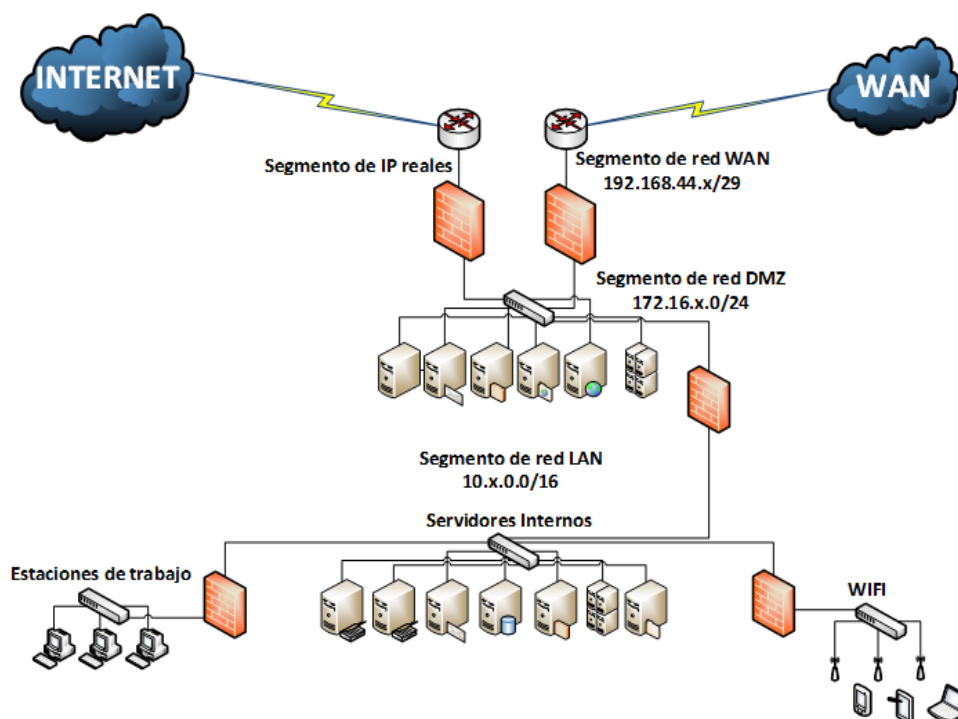 INTERNET
WAN
Segmento de IP reales
Segmento de red WAN
192.168.44.x/29
Segmento de red DMZ
172.16.x.0/24
Segmento de red LAN
10.x.0.0/16
Servidores Internos
Estaciones de trabajo
WIFI